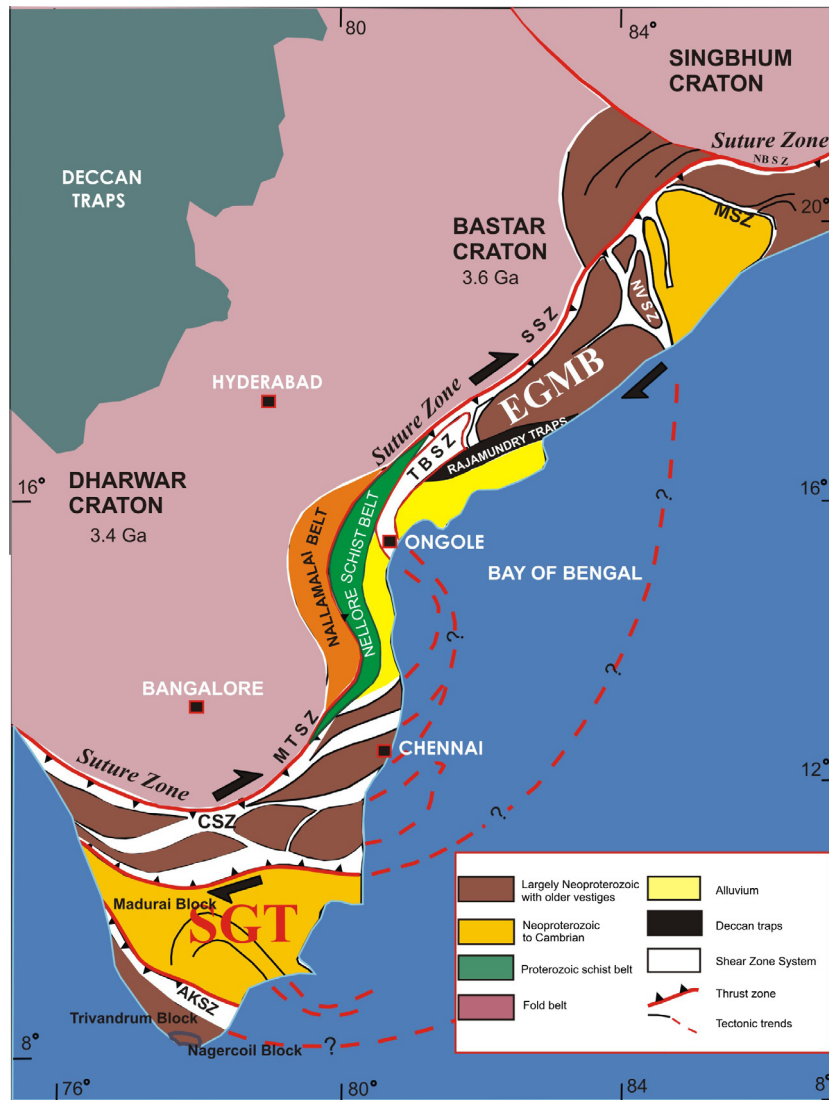 80
84°
SINGBHUM
CRATON
Suture Zone
NBSZ
DECCAN
TRAPS
MSZ
20°
BASTAR
CRATON
3.6 Ga
NVSZ
SSZ
EGMB
HYDERABAD
Suture Zone
TBSZ
RAJAMUNDRY TRAPS
16°
16°
DHARWAR
CRATON
3.4 Ga
?
NALLAMALAI BELT
NELLORE SCHIST BELT
ONGOLE
BAY OF BENGAL
?
?
BANGALORE
MTSZ
CHENNAI
Suture Zone
12°
CSZ
?
Madurai Block
SGT
AKSZ
Trivandrum Block
Nagercoil Block
?
8°
76°
80°
84
8°
Largely Neoproterozoic
with older vestiges
Neoproterozoic
to Cambrian
Proterozoic schist belt
Fold belt
Alluvium
Deccan traps
Shear Zone System
Thrust zone
Tectonic trends